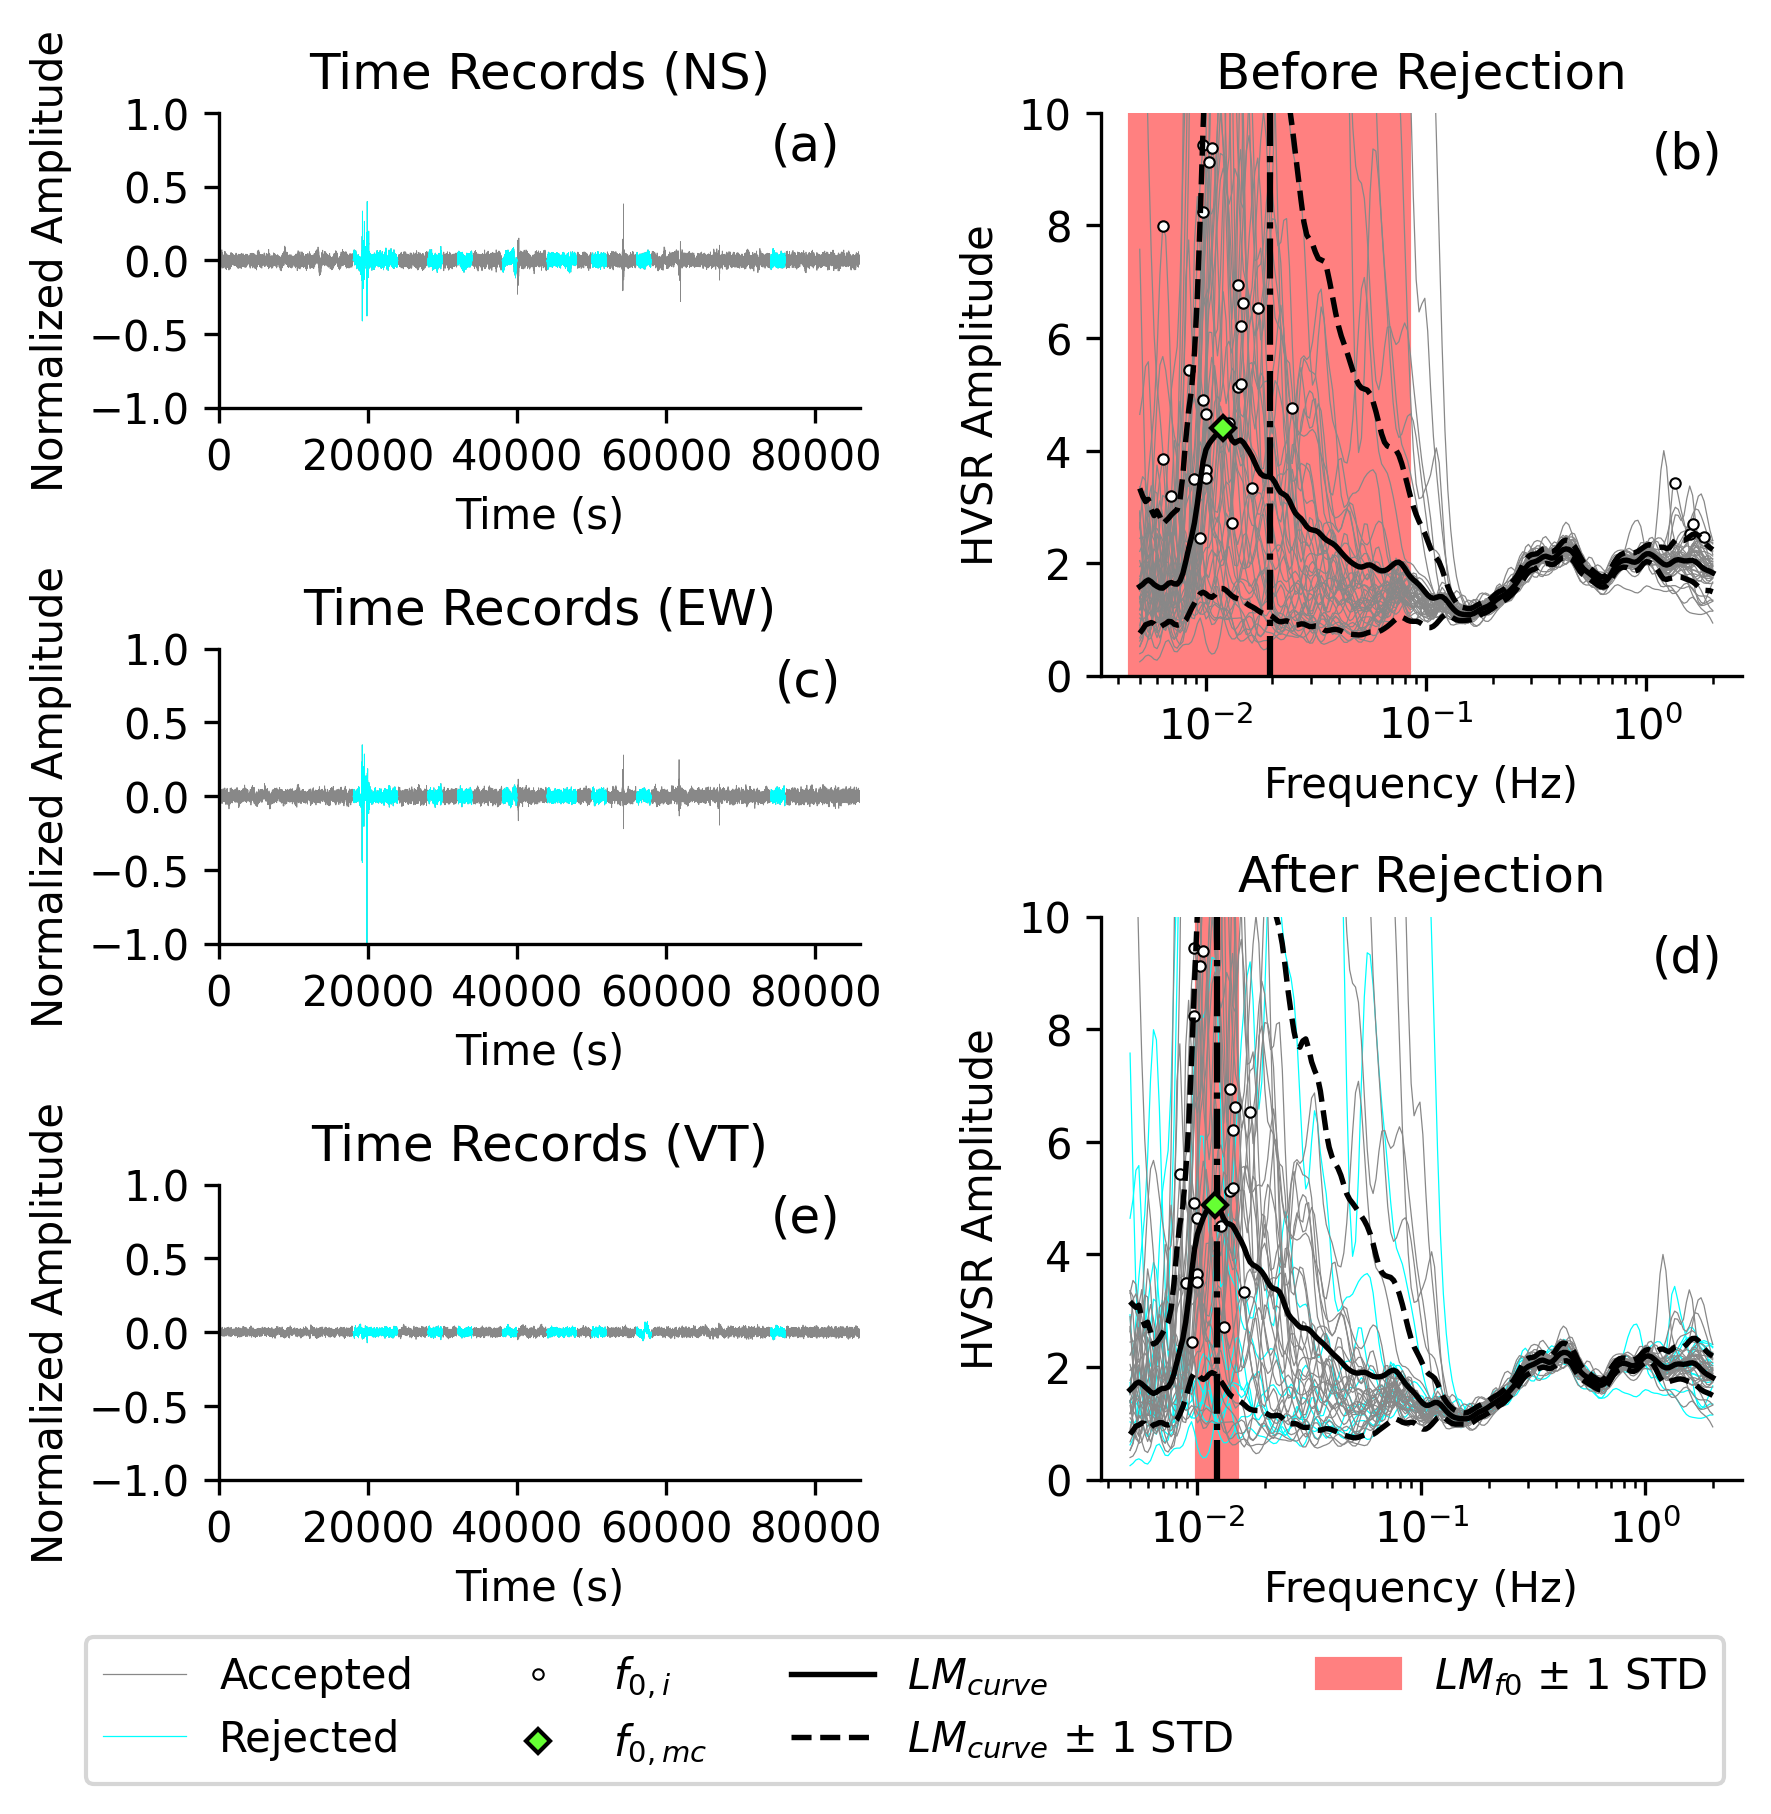 Time Records (NS)
(a)
Normalized Amplitude
1.0
0.5
0.0
−0.5
−1.0
0 20000 40000 60000 80000
Time (s)
Before Rejection
(b)
HVSR Amplitude
10
8
6
4
2
0
10⁻² 10⁻¹ 10⁰
Frequency (Hz)
Time Records (EW)
(c)
Normalized Amplitude
1.0
0.5
0.0
−0.5
−1.0
0 20000 40000 60000 80000
Time (s)
After Rejection
(d)
HVSR Amplitude
10
8
6
4
2
0
10⁻² 10⁻¹ 10⁰
Frequency (Hz)
Time Records (VT)
(e)
Normalized Amplitude
1.0
0.5
0.0
−0.5
−1.0
0 20000 40000 60000 80000
Time (s)
Accepted
Rejected
f0,i
f0,mc
LMcurve
LMcurve ± 1 STD
LMf0 ± 1 STD